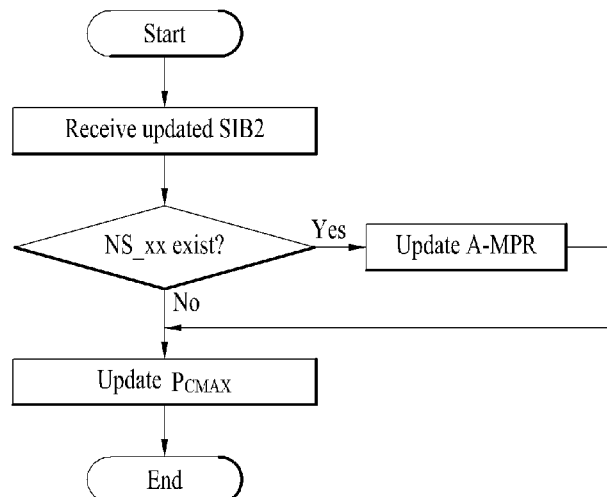 Start
Receive updated SIB2
NS_xx exist?
Yes
Update A-MPR
No
Update PCMAX
End